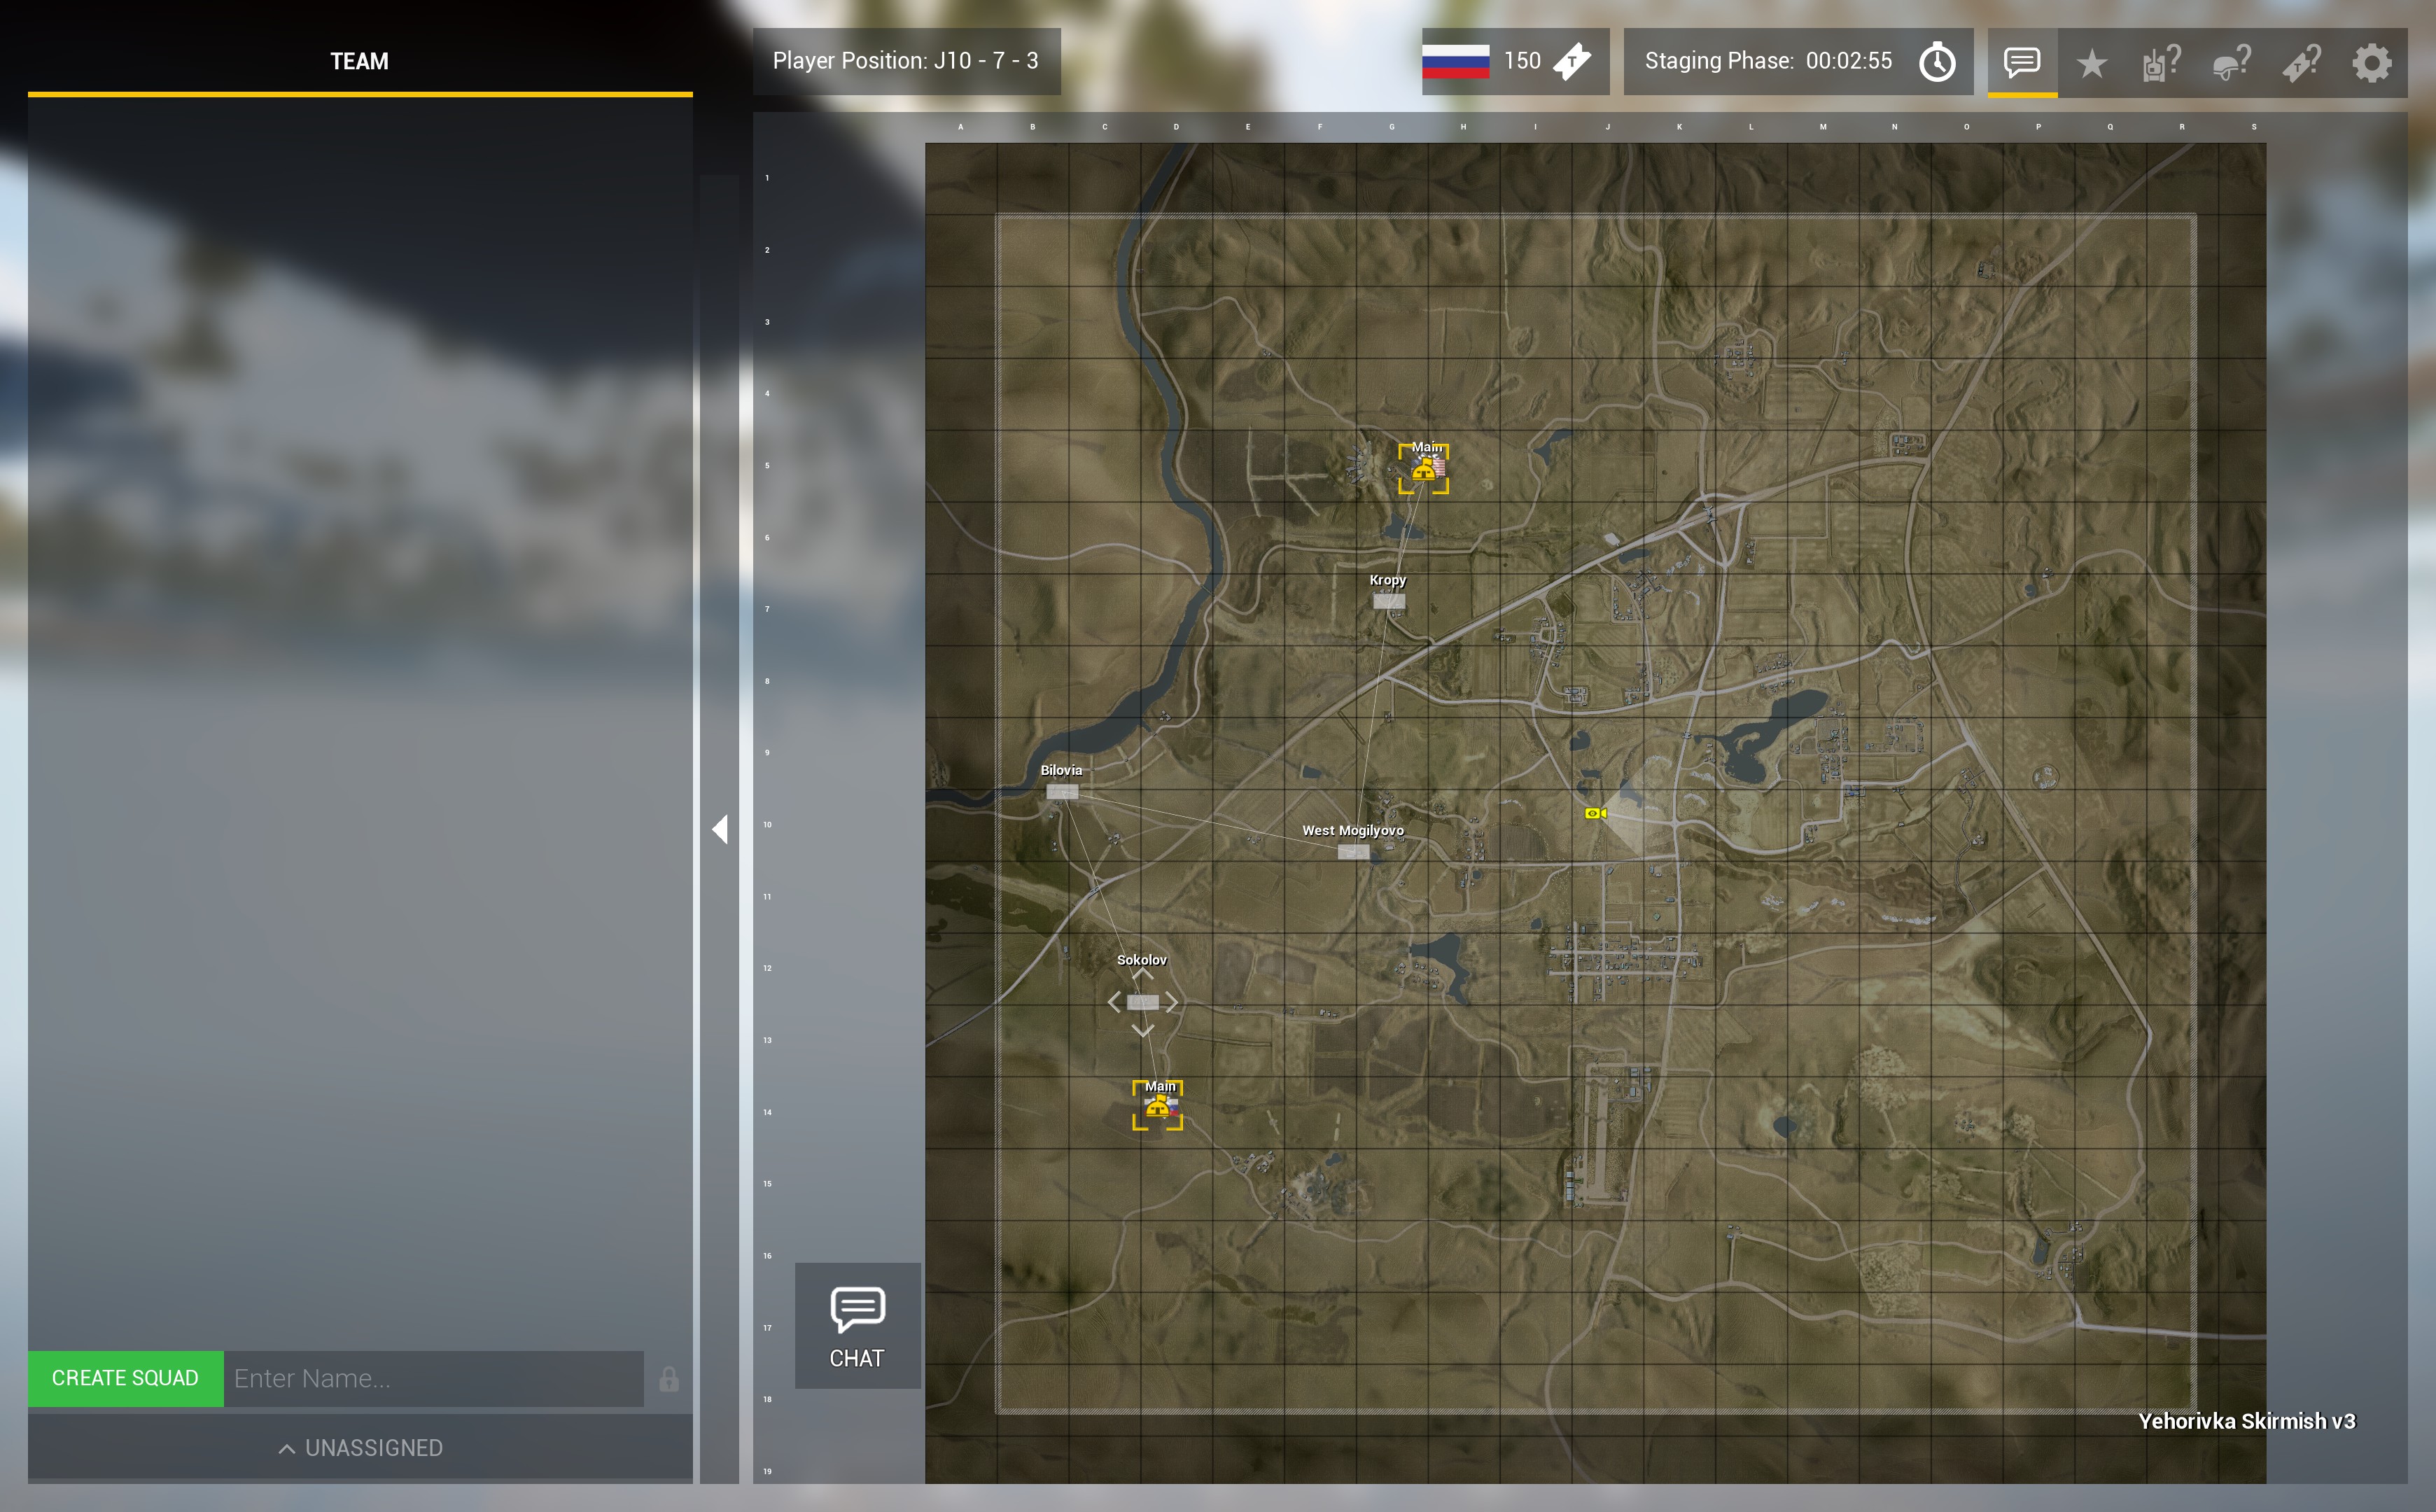 TEAM
Player Position: J10 - 7 - 3
150
T
Staging Phase: 00:02:55
?
?
T?
A B C D E F G H I J K L M N O P Q R S
1
2
3
4
5
6
7
8
9
10
11
12
13
14
15
16
17
18
19
Main
Kropy
Bilovia
West Mogilyovo
Sokolov
Main
CHAT
CREATE SQUAD
Enter Name...
UNASSIGNED
Yehorivka Skirmish v3